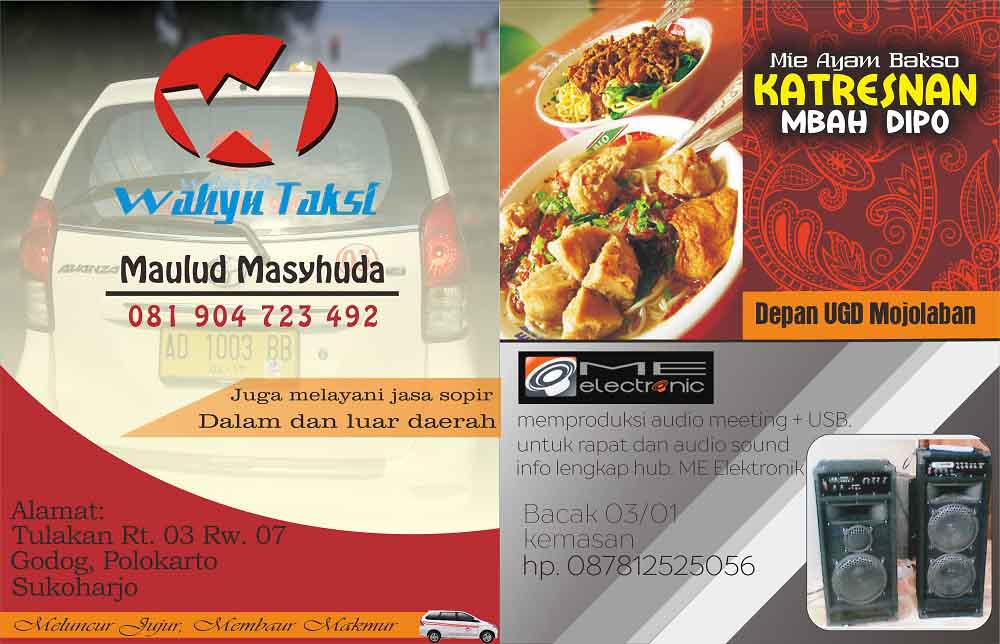 Wahyu Taksi
Maulud Masyhuda
081 904 723 492
AVANZA
AD 1003 BB
Juga melayani jasa sopir
Dalam dan luar daerah
Alamat:
Tulakan Rt. 03 Rw. 07
Godog, Polokarto
Sukoharjo
Meluncur Jujur, Membaur Makmur
Mie Ayam Bakso
KATRESNAN
MBAH DIPO
Depan UGD Mojolaban
ME
electronic
memproduksi audio meeting + USB.
untuk rapat dan audio sound
info lengkap hub. ME Elektronik
Bacak 03/01
kemasan
hp. 087812525056